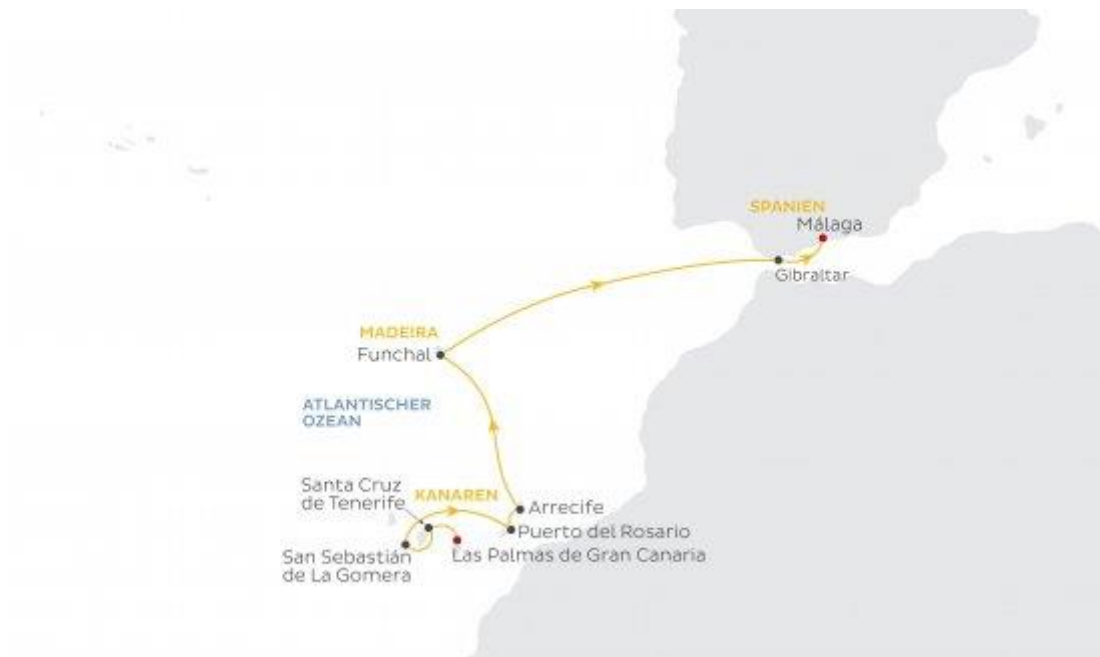 SPANIEN
Málaga
Gibraltar
MADEIRA
Funchal
ATLANTISCHER
OZEAN
Santa Cruz
de Tenerife
KANAREN
Arrecife
Puerto del Rosario
San Sebastián
de La Gomera
Las Palmas de Gran Canaria